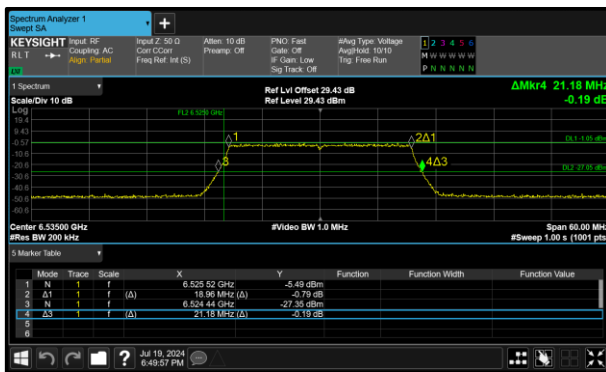 Spectrum Analyzer 1
Swept SA
+
KEYSIGHT Input: RF Input Z: 50 Ω Atten: 10 dB PNO: Fast #Avg Type: Voltage 1 2 3 4 5 6
RLT Coupling: AC Corr CCorr Preamp: Off Gate: Off Avg|Hold: 10/10 M W W W W W
Align: Partial Freq Ref: Int (S) IF Gain: Low Trig: Free Run
Sig Track: Off P N N N N N
1 Spectrum Ref Lvl Offset 29.43 dB ΔMkr4 21.18 MHz
Scale/Div 10 dB Ref Level 29.43 dBm -0.19 dB
Log
FL2 6.5250 GHz
19.4
9.43
-0.57
-10.6
-20.6
-30.6
-40.6
-50.6
-60.6
1
2Δ1
3
4Δ3
DL1 -1.05 dBm
DL2 -27.05 dBm
Center 6.53500 GHz #Video BW 1.0 MHz Span 60.00 MHz
#Res BW 200 kHz #Sweep 1.00 s (1001 pts
5 Marker Table
Mode Trace Scale X Y Function Function Width Function Value
1 N 1 f 6.525 52 GHz -5.49 dBm
2 Δ1 1 f (Δ) 18.96 MHz (Δ) -0.79 dB
3 N 1 f 6.524 44 GHz -27.35 dBm
4 Δ3 1 f (Δ) 21.18 MHz (Δ) -0.19 dB
5
6
? Jul 19, 2024
6:49:57 PM